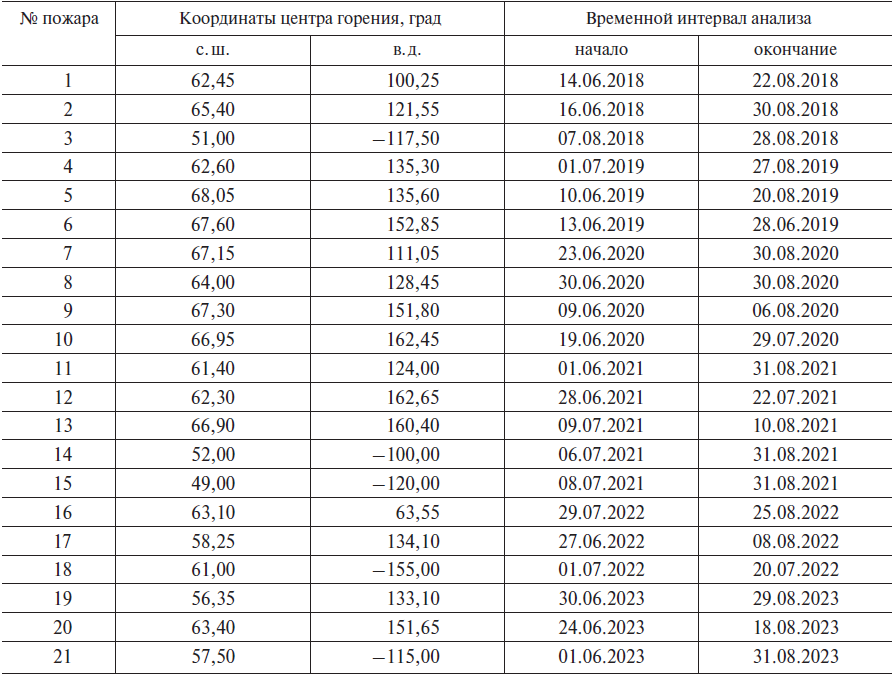 № пожара Координаты центра горения, град Временной интервал анализа
с. ш. в. д. начало окончание
1 62,45 100,25 14.06.2018 22.08.2018
2 65,40 121,55 16.06.2018 30.08.2018
3 51,00 −117,50 07.08.2018 28.08.2018
4 62,60 135,30 01.07.2019 27.08.2019
5 68,05 135,60 10.06.2019 20.08.2019
6 67,60 152,85 13.06.2019 28.06.2019
7 67,15 111,05 23.06.2020 30.08.2020
8 64,00 128,45 30.06.2020 30.08.2020
9 67,30 151,80 09.06.2020 06.08.2020
10 66,95 162,45 19.06.2020 29.07.2020
11 61,40 124,00 01.06.2021 31.08.2021
12 62,30 162,65 28.06.2021 22.07.2021
13 66,90 160,40 09.07.2021 10.08.2021
14 52,00 −100,00 06.07.2021 31.08.2021
15 49,00 −120,00 08.07.2021 31.08.2021
16 63,10 63,55 29.07.2022 25.08.2022
17 58,25 134,10 27.06.2022 08.08.2022
18 61,00 −155,00 01.07.2022 20.07.2022
19 56,35 133,10 30.06.2023 29.08.2023
20 63,40 151,65 24.06.2023 18.08.2023
21 57,50 −115,00 01.06.2023 31.08.2023